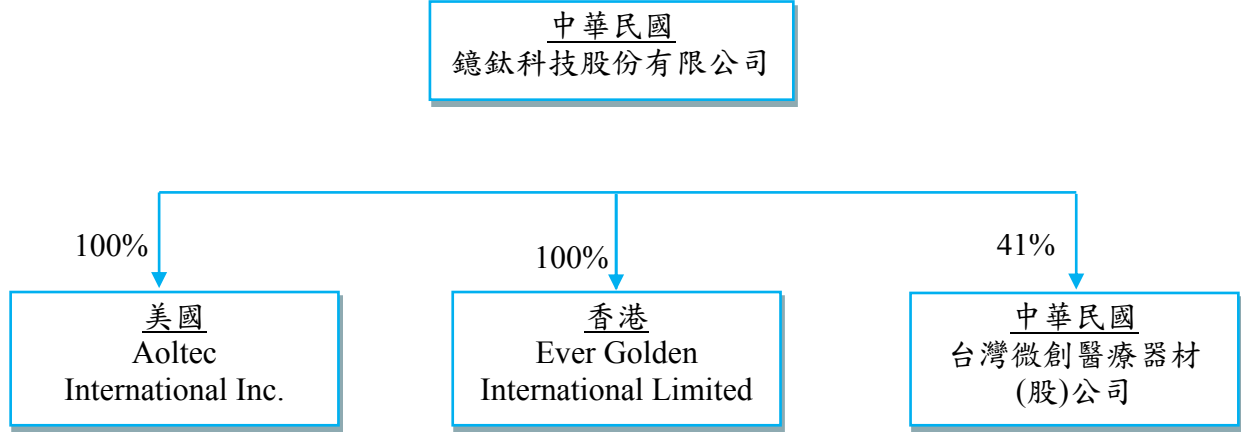 中華民國
鐿鈦科技股份有限公司
100%
100%
41%
美國
Aoltec
International Inc.
香港
Ever Golden
International Limited
中華民國
台灣微創醫療器材
(股)公司